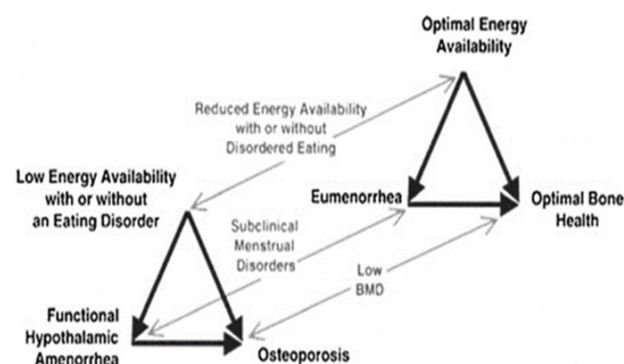 Optimal Energy
Availability
Reduced Energy Availability
with or without
Disordered Eating
Low Energy Availability
with or without
an Eating Disorder
Eumenorrhea
Optimal Bone
Health
Subclinical
Menstrual
Disorders
Low
BMD
Functional
Hypothalamic
Amenorrhea
Osteoporosis